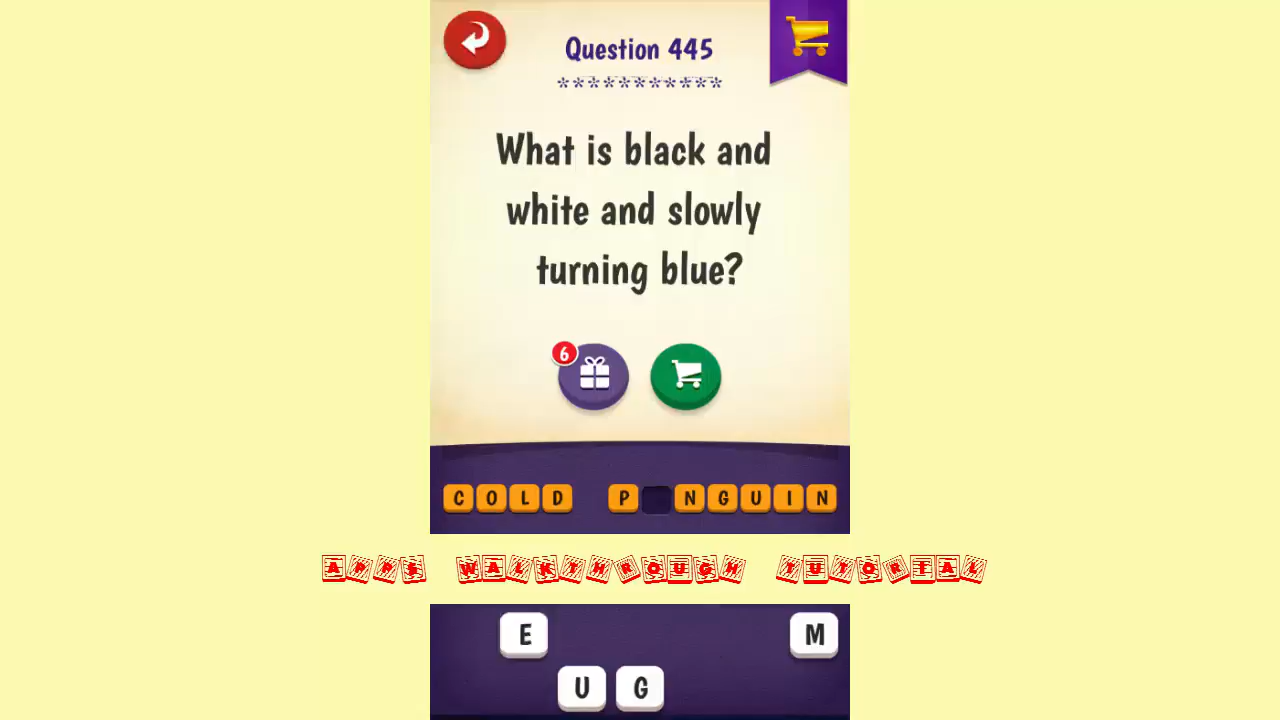 Question 445
***********
What is black and
white and slowly
turning blue?
6
COLD P NGUIN
APPS WALKTHROUGH TUTORIAL
E M
U G